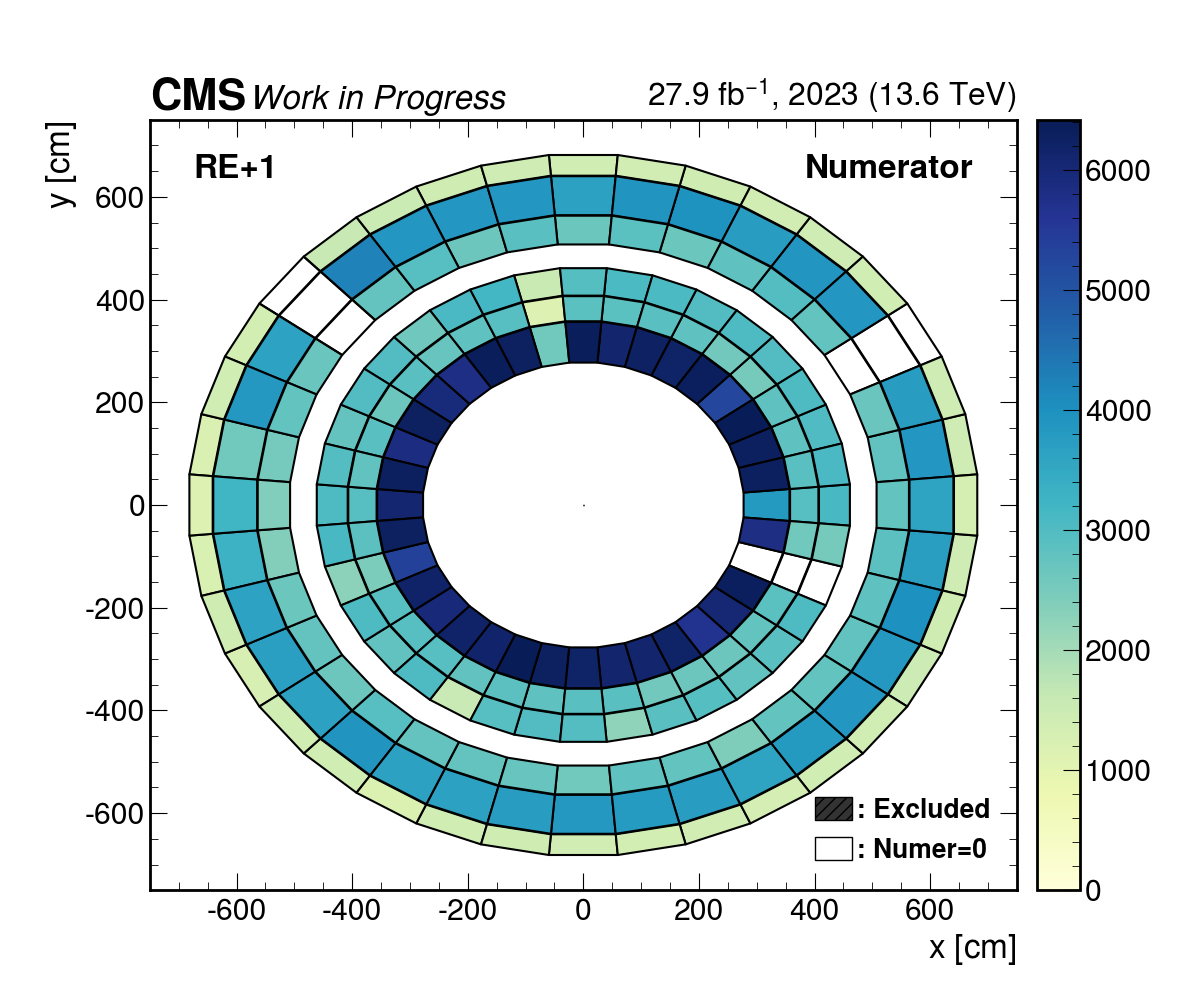 CMS Work in Progress
27.9 fb⁻¹, 2023 (13.6 TeV)
y [cm]
RE+1
Numerator
600
400
200
0
-200
-400
-600
-600
-400
-200
0
200
400
600
x [cm]
: Excluded
: Numer=0
6000
5000
4000
3000
2000
1000
0